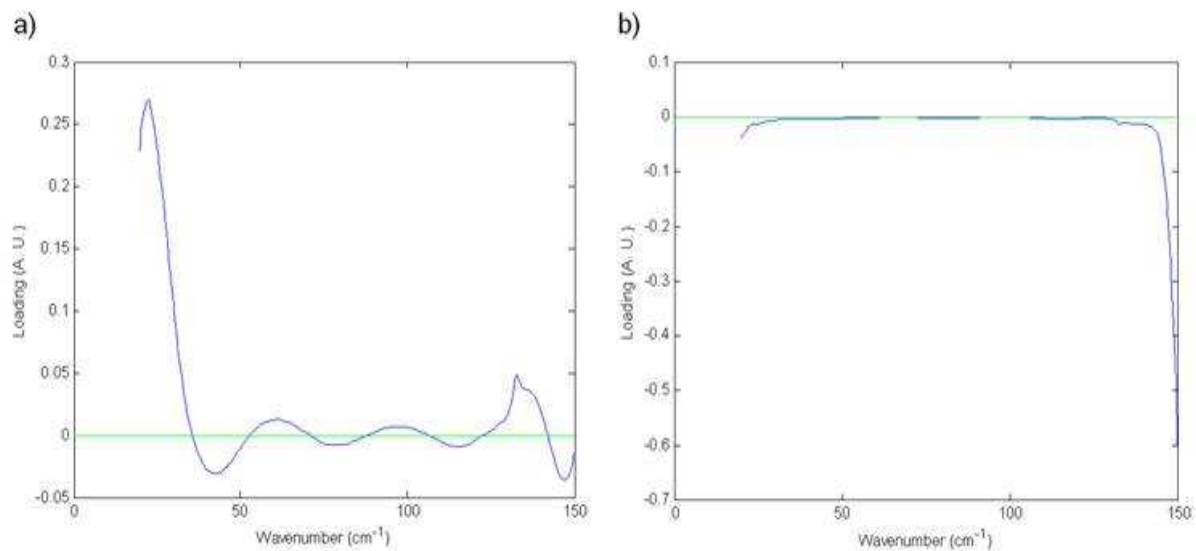 a)
0.3
0.25
0.2
0.15
0.1
0.05
0
-0.05
Loading (A. U.)
0 50 100 150
Wavenumber (cm⁻¹)
b)
0.1
0
-0.1
-0.2
-0.3
-0.4
-0.5
-0.6
-0.7
Loading (A. U.)
0 50 100 150
Wavenumber (cm⁻¹)